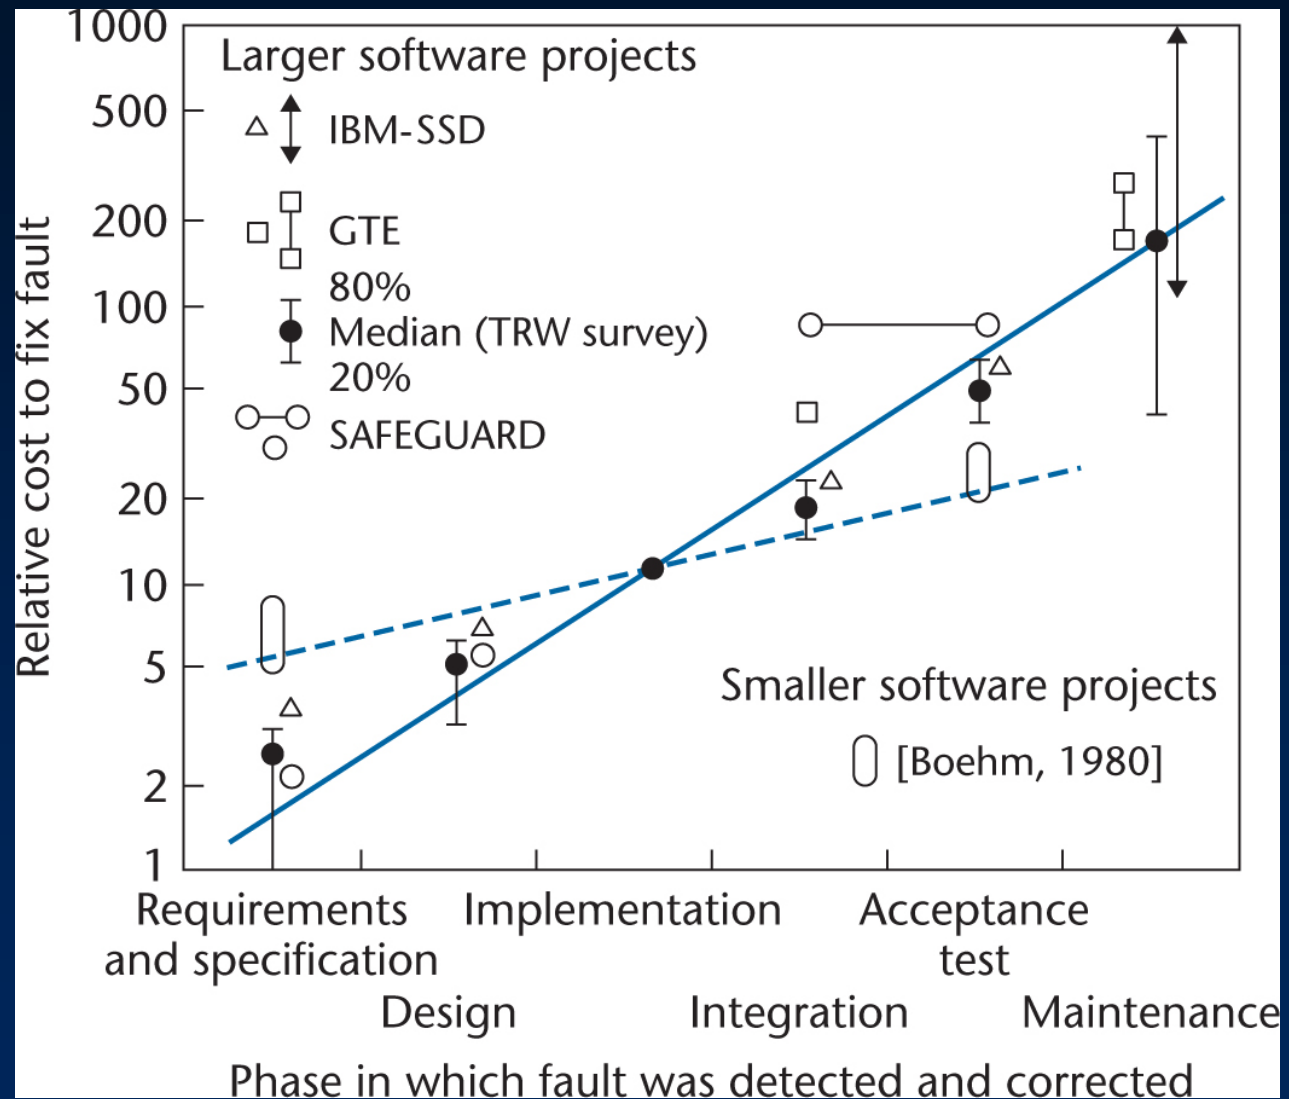 1000
500
200
100
50
20
10
5
2
1
Relative cost to fix fault
Larger software projects
IBM-SSD
GTE
80%
Median (TRW survey)
20%
SAFEGUARD
Smaller software projects
[Boehm, 1980]
Requirements
and specification
Design
Implementation
Integration
Acceptance
test
Maintenance
Phase in which fault was detected and corrected